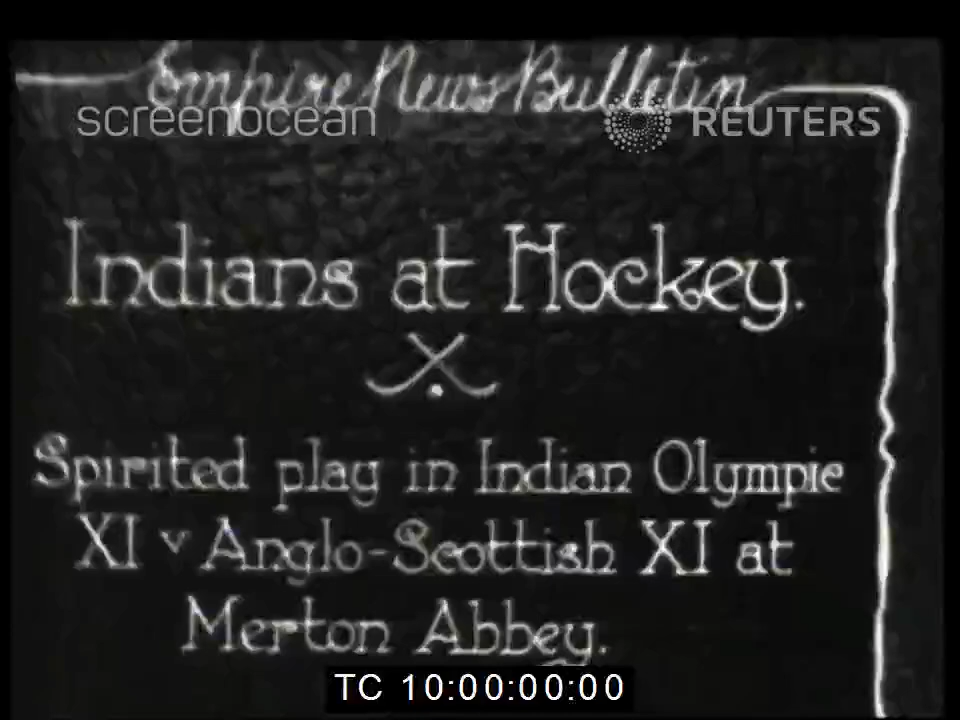 Empire News Bulletin
screenocean REUTERS
Indians at Hockey.
Spirited play in Indian Olympic
XI v Anglo-Scottish XI at
Merton Abbey.
TC 10:00:00:00